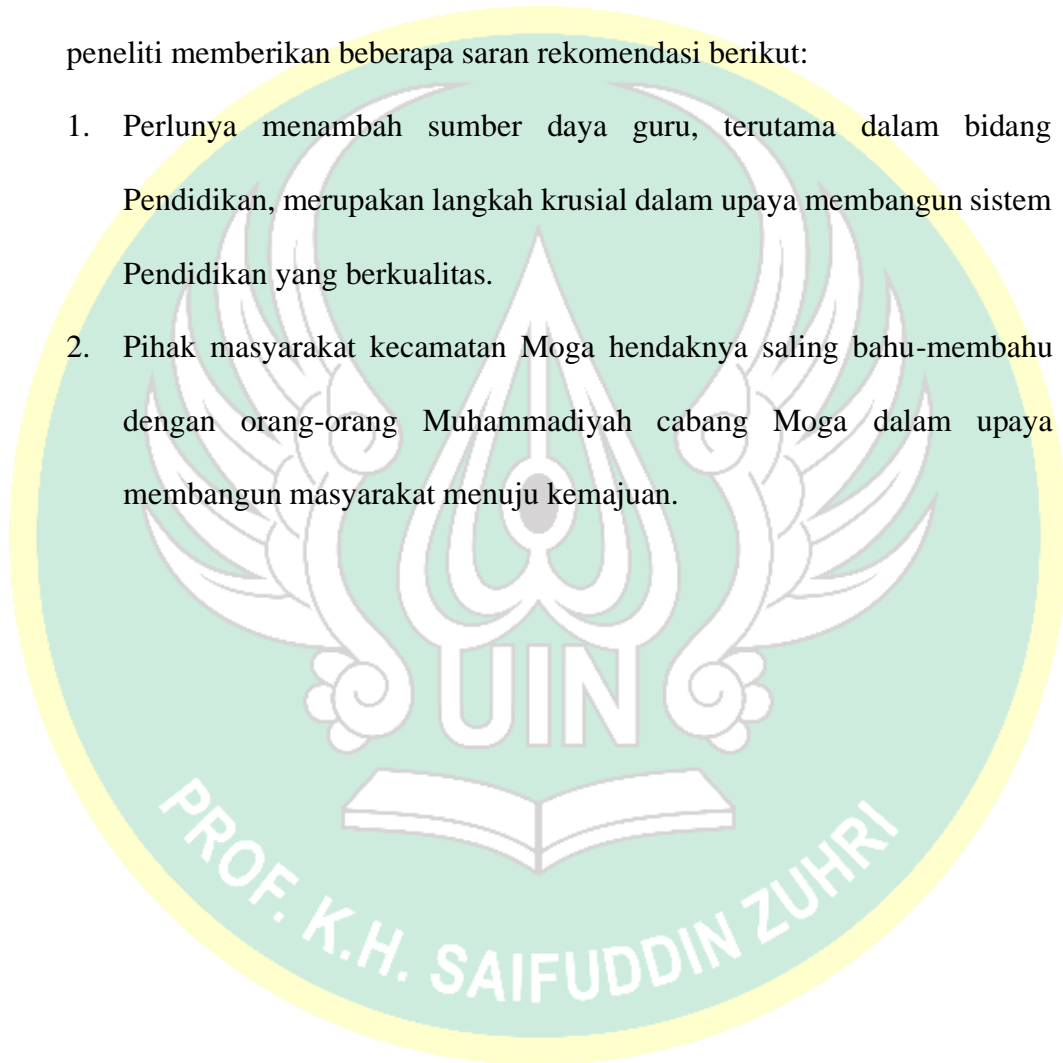 peneliti memberikan beberapa saran rekomendasi berikut:
1. Perlunya menambah sumber daya guru, terutama dalam bidang
Pendidikan, merupakan langkah krusial dalam upaya membangun sistem
Pendidikan yang berkualitas.
2. Pihak masyarakat kecamatan Moga hendaknya saling bahu-membahu
dengan orang-orang Muhammadiyah cabang Moga dalam upaya
membangun masyarakat menuju kemajuan.
UIN
PROF. K.H. SAIFUDDIN ZUHRI